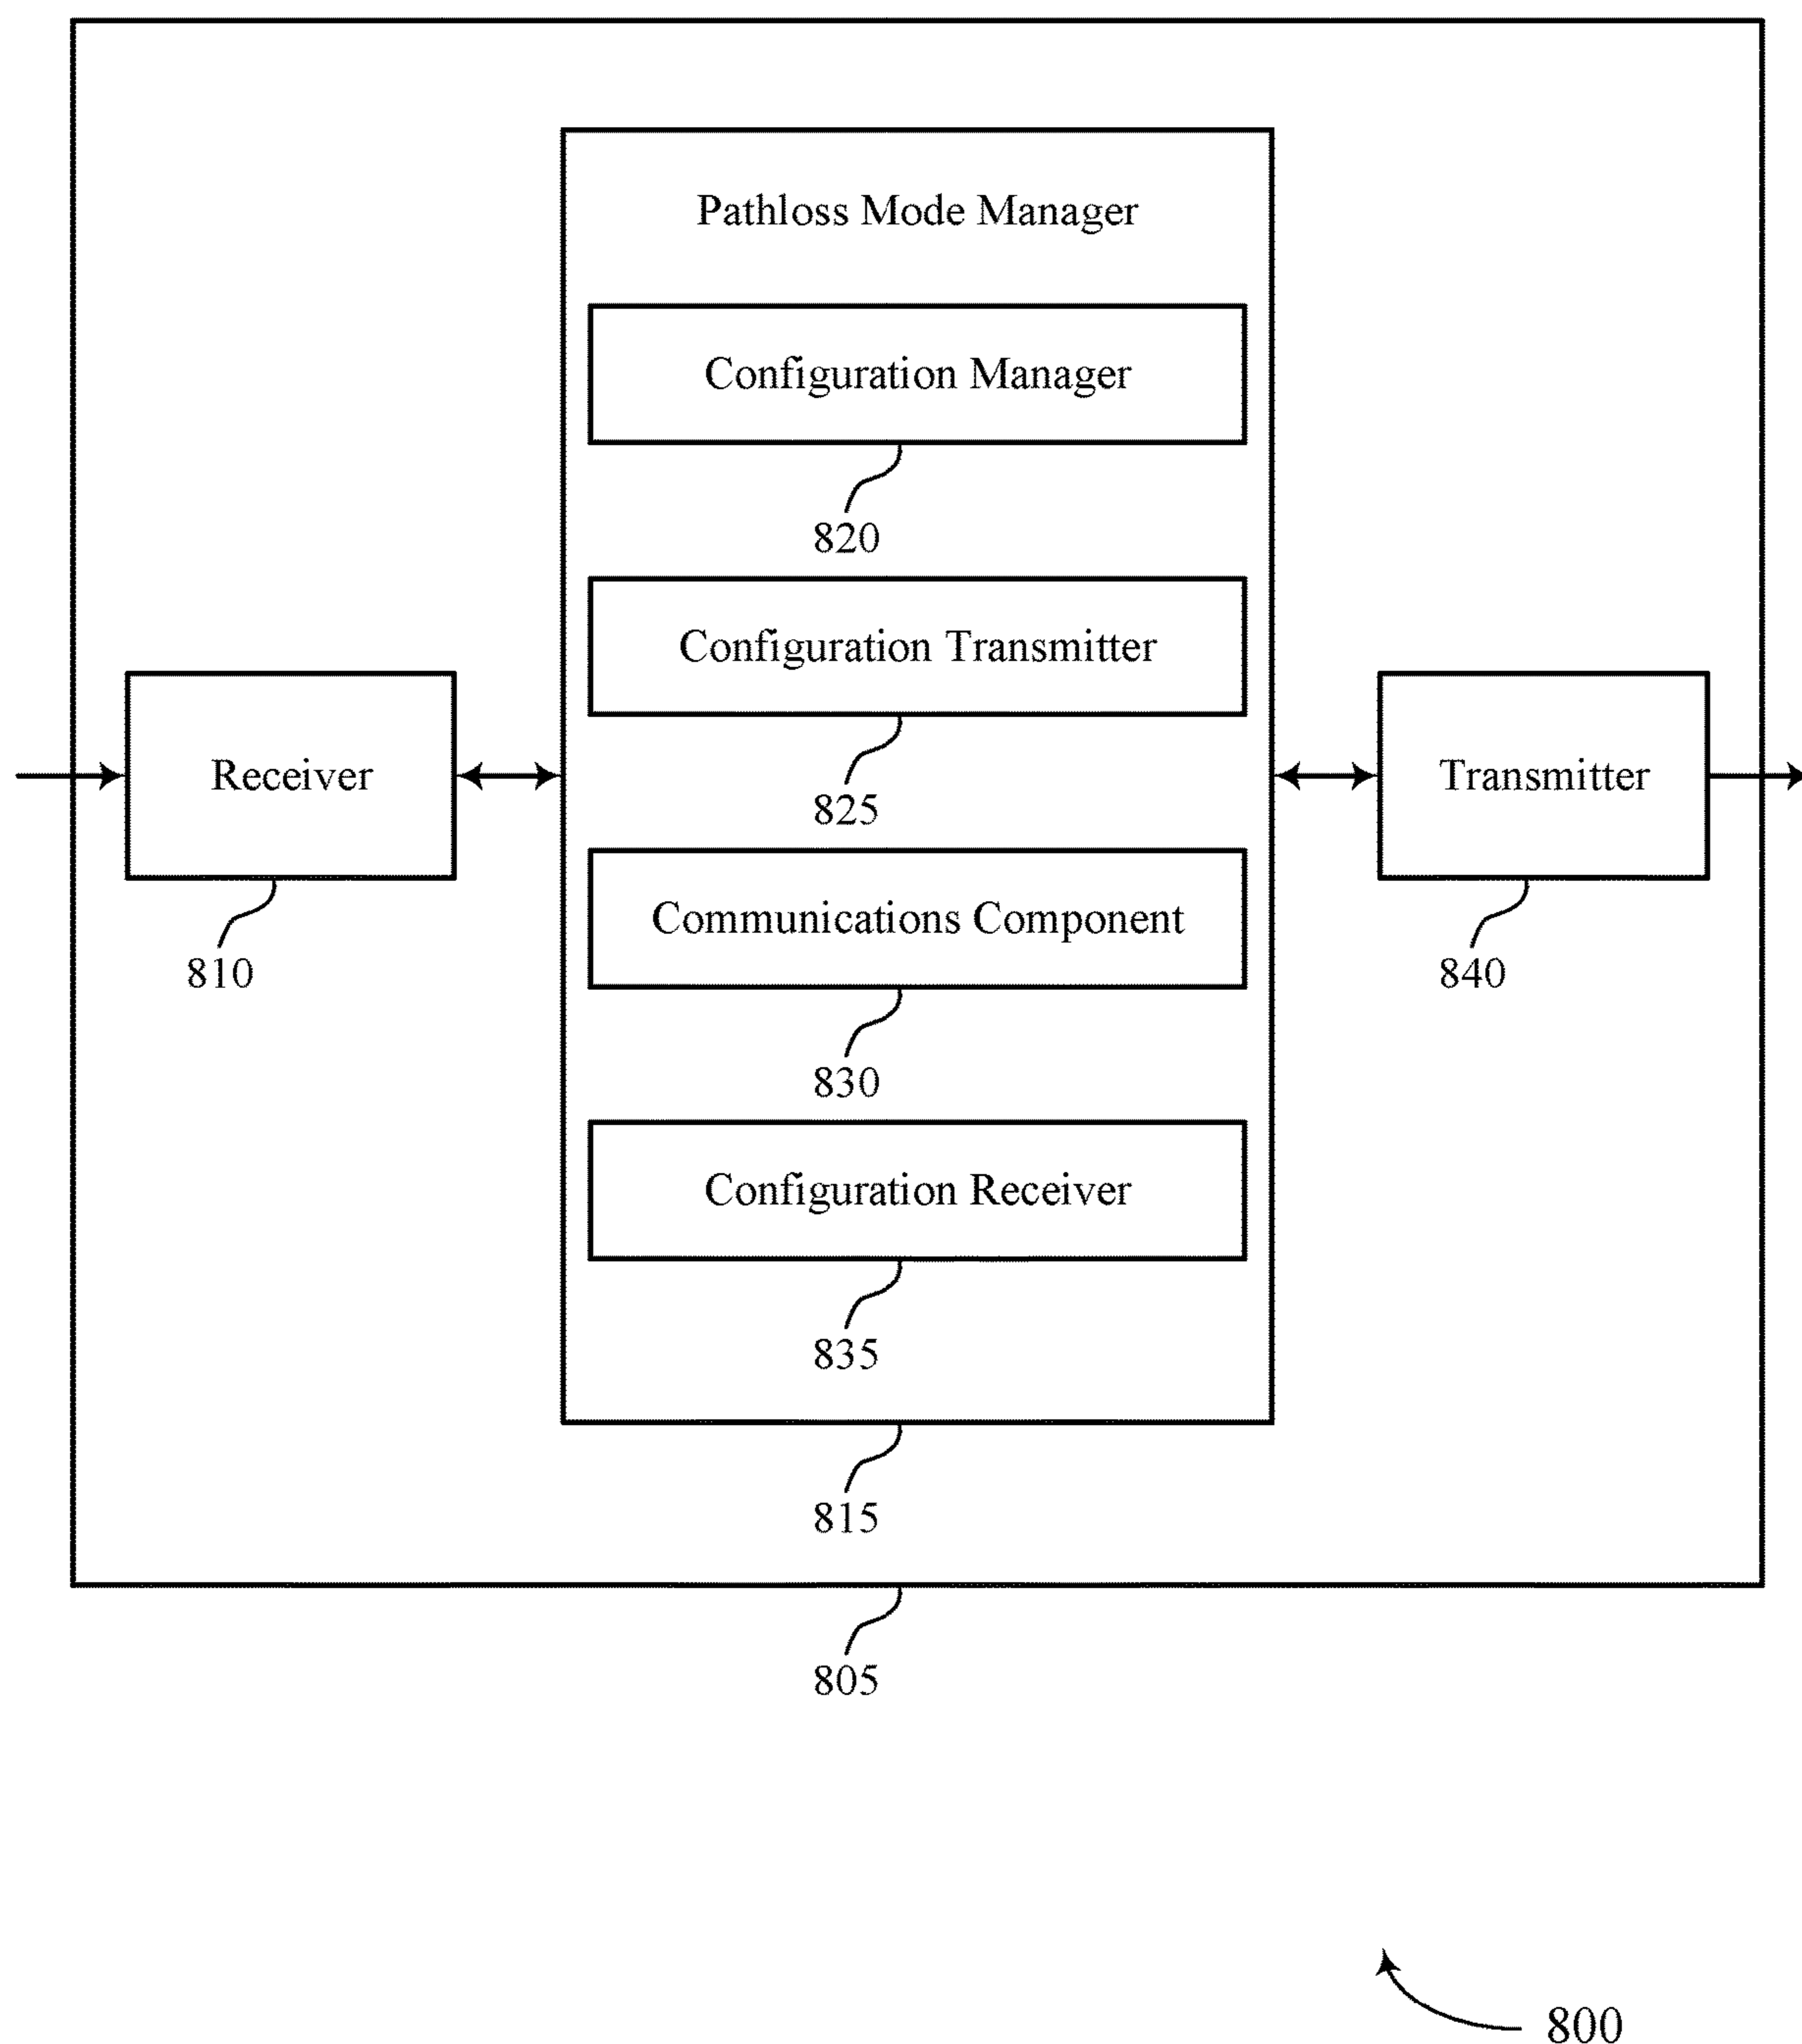 Pathloss Mode Manager
Configuration Manager
820
Configuration Transmitter
825
Receiver
810
Communications Component
830
Transmitter
840
Configuration Receiver
835
815
805
800